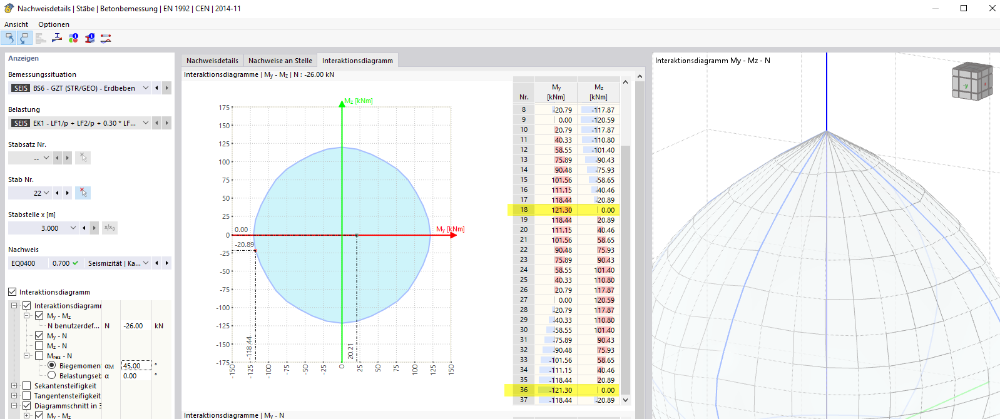 Nachweisdetails | Stäbe | Betonbemessung | EN 1992 | CEN | 2014-11
Ansicht Optionen
Anzeigen
Bemessungssituation
SEIS BS6 - GZT (STR/GEO) - Erdbeben
Belastung
SEIS EK1 - LF1/p + LF2/p + 0.30 * LF...
Stabsatz Nr.
--
Stab Nr.
22
Stabstelle x [m]
3.000
x/x₀
Nachweis
EQ0400 0.700 Seismizität | Ka...
Interaktionsdiagramm
Interaktionsdiagramm
My - Mz
N benutzerdef... N -26.00 kN
My - N
Mz - N
Mres - N
Biegemoment αM 45.00 °
Belastungseb α 0.00 °
Sekantensteifigkeit
Tangentensteifigkeit
Diagrammschnitt in 3
My - Mz
Nachweisdetails Nachweise an Stelle Interaktionsdiagramm
Interaktionsdiagramme | My - Mz | N : -26.00 kN
Mz [kNm]
175
150
125
100
75
50
25
0
-25
-50
-75
-100
-125
-150
-175
0.00
-20.89
My [kNm]
-118.44
20.21
-150 -125 -100 -75 -50 -25 0 25 50 75 100 125 150
Nr. My [kNm] Mz [kNm]
8 -20.79 -117.87
9 0.00 -120.59
10 20.79 -117.87
11 40.33 -110.80
12 58.55 -101.40
13 75.89 -90.43
14 90.48 -75.93
15 101.56 -58.65
16 111.15 -40.46
17 118.44 -20.89
18 121.30 0.00
19 118.44 20.89
20 111.15 40.46
21 101.56 58.65
22 90.48 75.93
23 75.89 90.43
24 58.55 101.40
25 40.33 110.80
26 20.79 117.87
27 0.00 120.59
28 -20.79 117.87
29 -40.33 110.80
30 -58.55 101.40
31 -75.89 90.43
32 -90.48 75.93
33 -101.56 58.65
34 -111.15 40.46
35 -118.44 20.89
36 -121.30 0.00
37 -118.44 -20.89
Interaktionsdiagramme | My - N
Interaktionsdiagramm My - Mz - N
-y